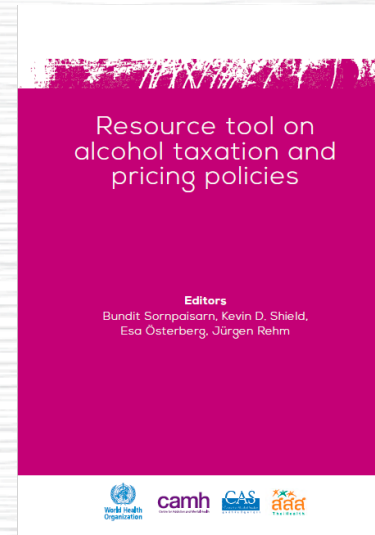 Resource tool on
alcohol taxation and
pricing policies
Editors
Bundit Sornpaisarn, Kevin D. Shield,
Esa Österberg, Jürgen Rehm
World Health
Organization
camh
CAS
สสส
ThaiHealth